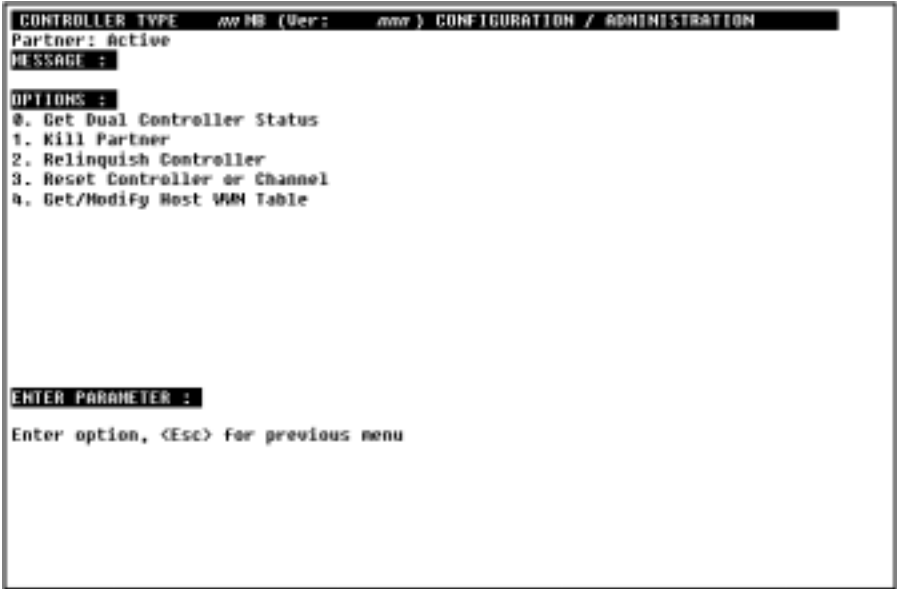 CONTROLLER TYPE nn MB (Ver: nnn ) CONFIGURATION / ADMINISTRATION
Partner: Active
MESSAGE :
OPTIONS :
0. Get Dual Controller Status
1. Kill Partner
2. Relinquish Controller
3. Reset Controller or Channel
4. Get/Modify Host WWN Table
ENTER PARAMETER :
Enter option, <Esc> for previous menu